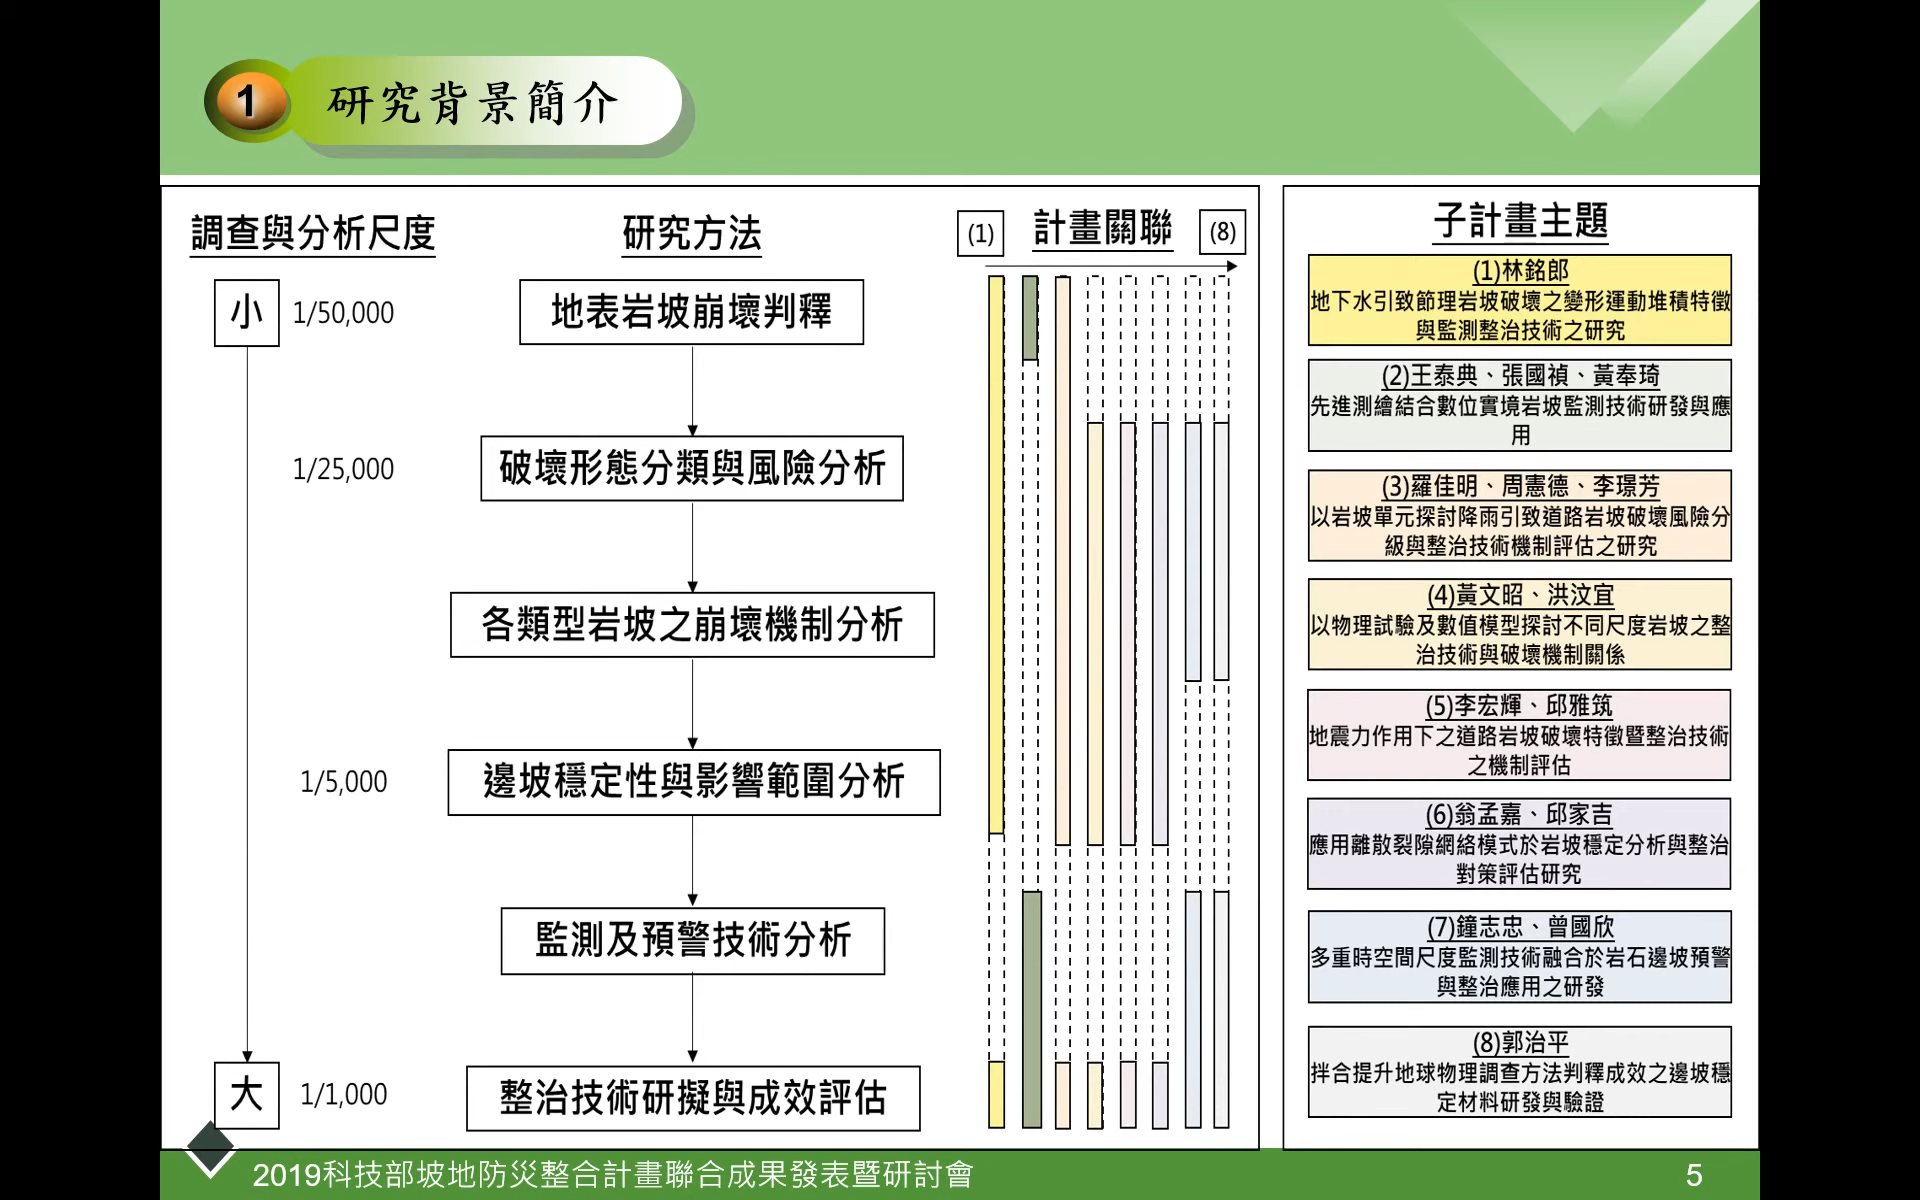 1
研究背景簡介
調查與分析尺度
小
1/50,000
1/25,000
1/5,000
大
1/1,000
研究方法
地表岩坡崩壞判釋
破壞形態分類與風險分析
各類型岩坡之崩壞機制分析
邊坡穩定性與影響範圍分析
監測及預警技術分析
整治技術研擬與成效評估
(1)
計畫關聯
(8)
子計畫主題
(1)林銘郎
地下水引致節理岩坡破壞之變形運動堆積特徵
與監測整治技術之研究
(2)王泰典、張國禎、黃奉琦
先進測繪結合數位實境岩坡監測技術研發與應
用
(3)羅佳明、周憲德、李璟芳
以岩坡單元探討降雨引致道路岩坡破壞風險分
級與整治技術機制評估之研究
(4)黃文昭、洪汶宜
以物理試驗及數值模型探討不同尺度岩坡之整
治技術與破壞機制關係
(5)李宏輝、邱雅筑
地震力作用下之道路岩坡破壞特徵暨整治技術
之機制評估
(6)翁孟嘉、邱家吉
應用離散裂隙網絡模式於岩坡穩定分析與整治
對策評估研究
(7)鐘志忠、曾國欣
多重時空間尺度監測技術融合於岩石邊坡預警
與整治應用之研發
(8)郭治平
拌合提升地球物理調查方法判釋成效之邊坡穩
定材料研發與驗證
2019科技部坡地防災整合計畫聯合成果發表暨研討會
5